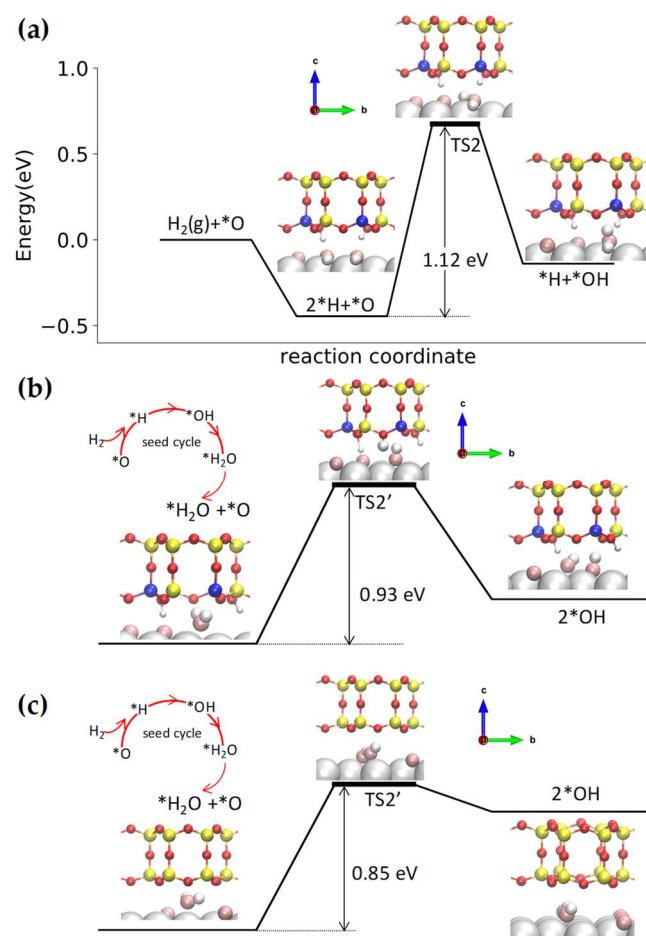 (a)
1.0
0.5
0.0
−0.5
Energy(eV)
c
b
H₂(g)+*O
2*H+*O
TS2
1.12 eV
*H+*OH
reaction coordinate
(b)
H₂
*O
*H
*OH
*H₂O
seed cycle
*H₂O +*O
TS2’
0.93 eV
c
b
2*OH
(c)
H₂
*O
*H
*OH
*H₂O
seed cycle
*H₂O +*O
TS2’
0.85 eV
c
b
2*OH